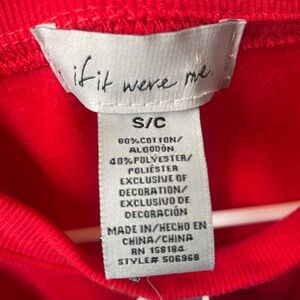 if it were me.
S/C
60% COTTON/
ALGODÓN
40% POLYESTER/
POLIÉSTER
EXCLUSIVE OF
DECORATION/
EXCLUSIVO DE
DECORACIÓN
MADE IN/HECHO EN
CHINA/CHINA
RN 158184
STYLE# S06968